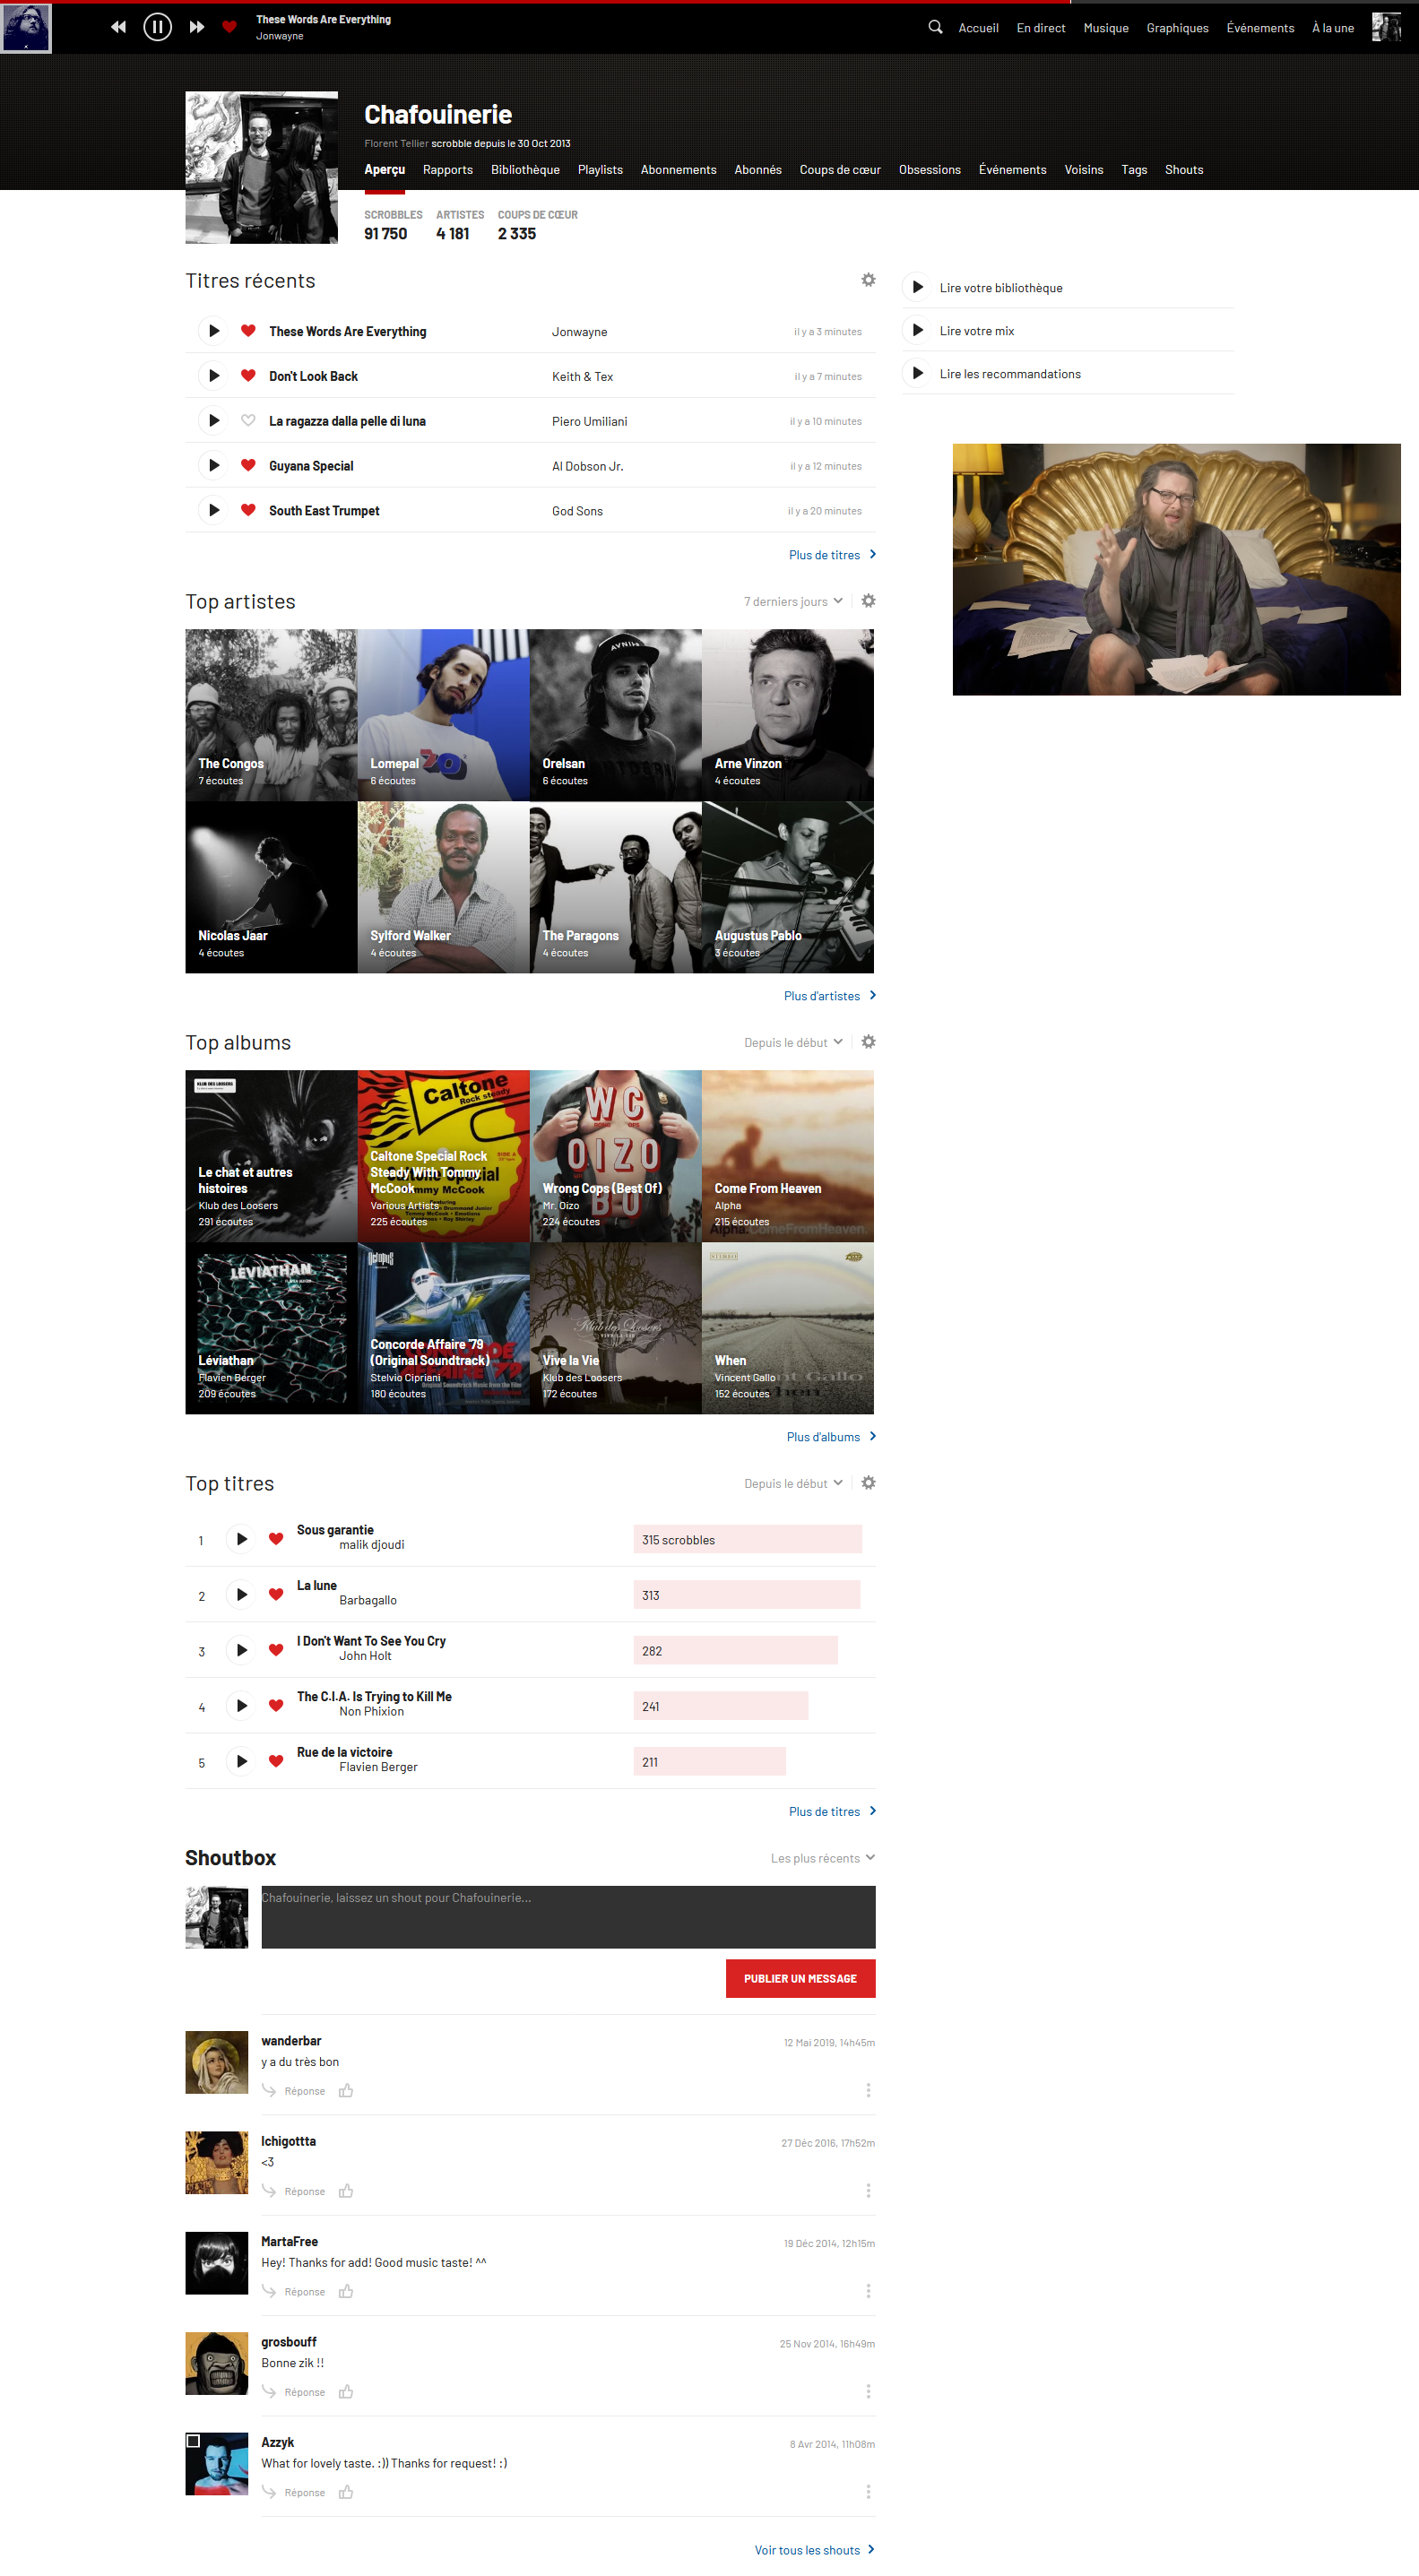 These Words Are Everything
Jonwayne
Accueil En direct Musique Graphiques Événements À la une
Chafouinerie
Florent Tellier scrobble depuis le 30 Oct 2013
Aperçu Rapports Bibliothèque Playlists Abonnements Abonnés Coups de cœur Obsessions Événements Voisins Tags Shouts
SCROBBLES ARTISTES COUPS DE CŒUR
91 750 4 181 2 335
Titres récents
These Words Are Everything Jonwayne il y a 3 minutes
Don't Look Back Keith & Tex il y a 7 minutes
La ragazza dalla pelle di luna Piero Umiliani il y a 10 minutes
Guyana Special Al Dobson Jr. il y a 12 minutes
South East Trumpet God Sons il y a 20 minutes
Plus de titres
Lire votre bibliothèque
Lire votre mix
Lire les recommandations
Top artistes 7 derniers jours
The Congos
7 écoutes
Lomepal
6 écoutes
Orelsan
6 écoutes
Arne Vinzon
4 écoutes
Nicolas Jaar
4 écoutes
Sylford Walker
4 écoutes
The Paragons
4 écoutes
Augustus Pablo
3 écoutes
Plus d'artistes
Top albums Depuis le début
KLUB DES LOOSERS
Le chat et autres
histoires
Klub des Loosers
291 écoutes
Caltone
Rock steady
Caltone Special Rock
Steady With Tommy
McCook
Various Artists
225 écoutes
WC
OIZO
Wrong Cops (Best Of)
Mr. Oizo
224 écoutes
Come From Heaven
Alpha
215 écoutes
LEVIATHAN
Léviathan
Flavien Berger
209 écoutes
Concorde Affaire '79
(Original Soundtrack)
Stelvio Cipriani
180 écoutes
Klub des Loosers
VIVE LA VIE
Vive la Vie
Klub des Loosers
172 écoutes
STEREO
When
Vincent Gallo
152 écoutes
Plus d'albums
Top titres Depuis le début
1 Sous garantie
malik djoudi
315 scrobbles
2 La lune
Barbagallo
313
3 I Don't Want To See You Cry
John Holt
282
4 The C.I.A. Is Trying to Kill Me
Non Phixion
241
5 Rue de la victoire
Flavien Berger
211
Plus de titres
Shoutbox Les plus récents
Chafouinerie, laissez un shout pour Chafouinerie...
PUBLIER UN MESSAGE
wanderbar 12 Mai 2019, 14h45m
y a du très bon
Réponse
Ichigottta 27 Déc 2016, 17h52m
<3
Réponse
MartaFree 19 Déc 2014, 12h15m
Hey! Thanks for add! Good music taste! ^^
Réponse
grosbouff 25 Nov 2014, 16h49m
Bonne zik !!
Réponse
Azzyk 8 Avr 2014, 11h08m
What for lovely taste. :)) Thanks for request! :)
Réponse
Voir tous les shouts